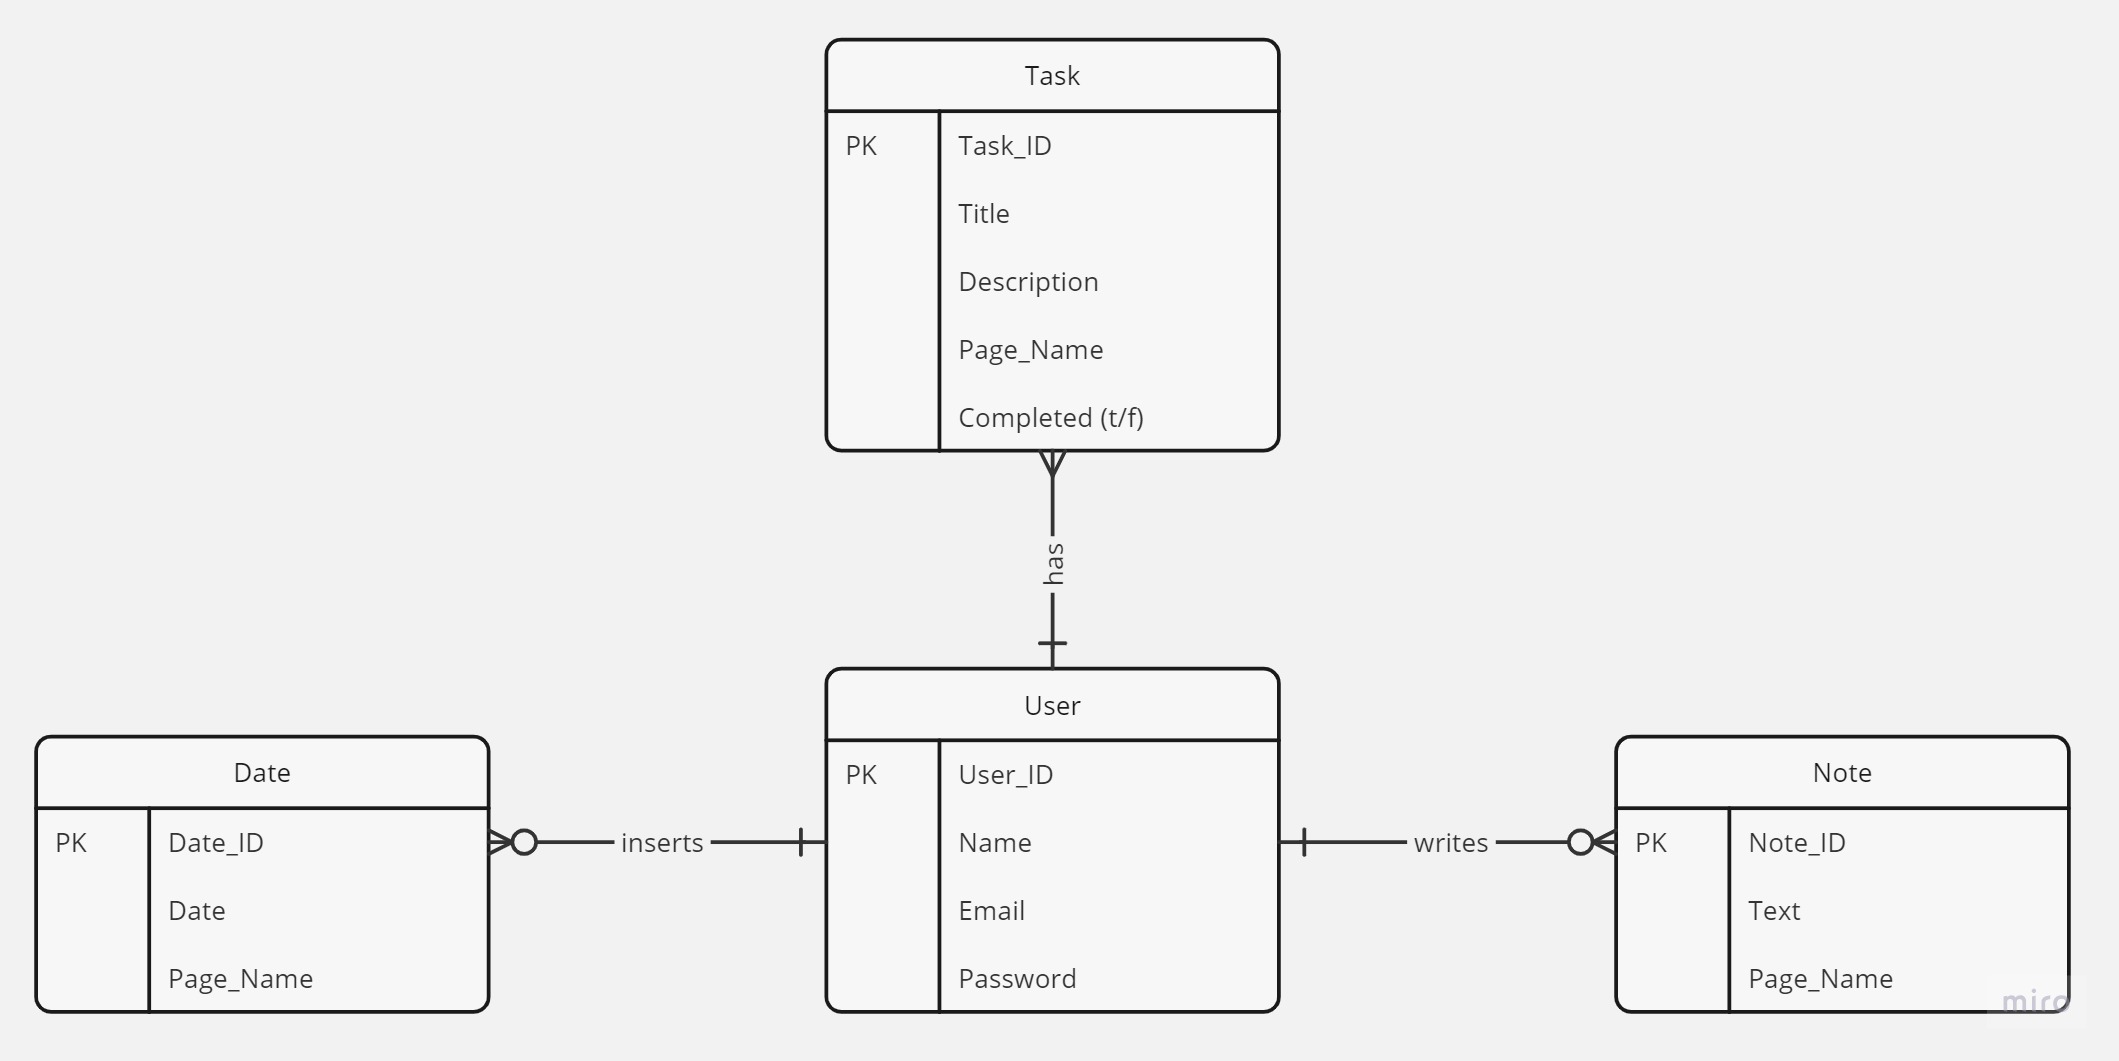 Task
PK Task_ID
Title
Description
Page_Name
Completed (t/f)
has
User
PK User_ID
Name
Email
Password
Date
PK Date_ID
Date
Page_Name
inserts
writes
Note
PK Note_ID
Text
Page_Name
miro